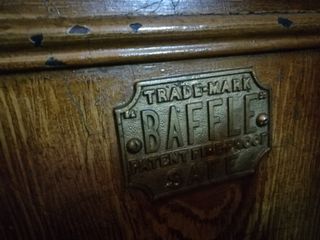 TRADE-MARK
"BAFFLE"
PATENT FIRE-PROOF
SAFE